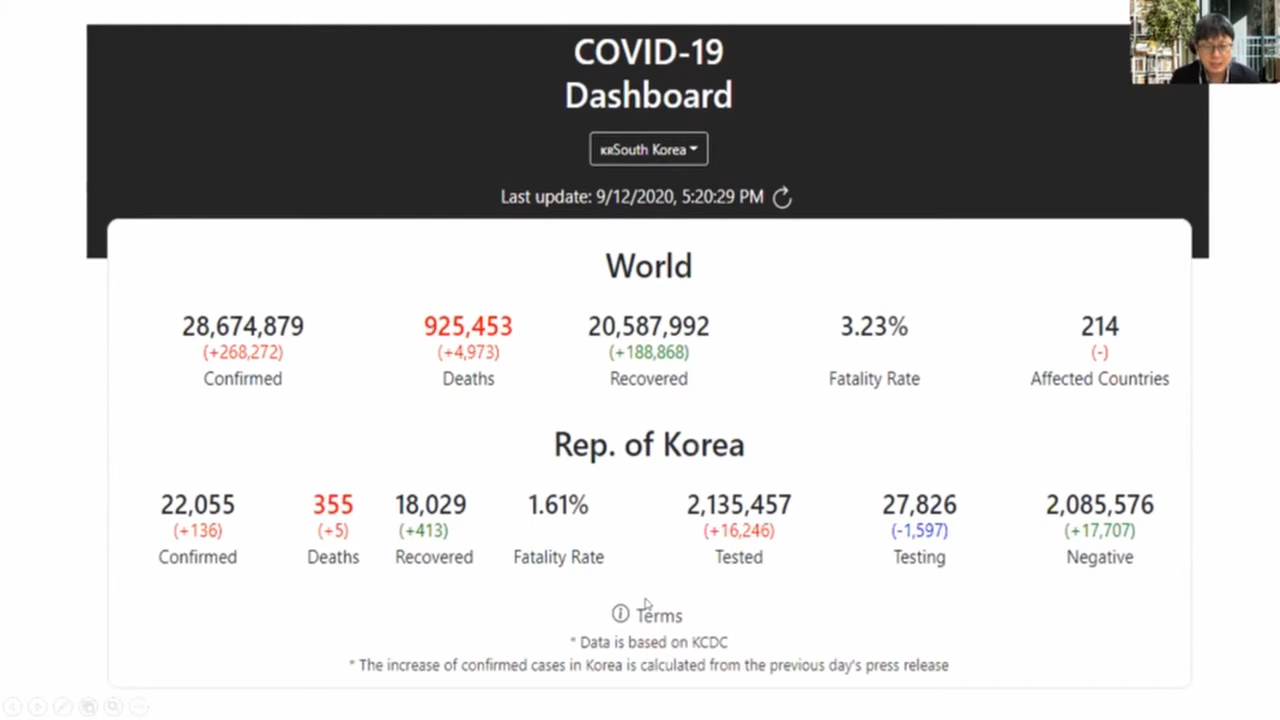 COVID-19
Dashboard
KRSouth Korea
Last update: 9/12/2020, 5:20:29 PM
World
28,674,879 925,453 20,587,992 3.23% 214
(+268,272) (+4,973) (+188,868) (-)
Confirmed Deaths Recovered Fatality Rate Affected Countries
Rep. of Korea
22,055 355 18,029 1.61% 2,135,457 27,826 2,085,576
(+136) (+5) (+413) (+16,246) (-1,597) (+17,707)
Confirmed Deaths Recovered Fatality Rate Tested Testing Negative
Terms
* Data is based on KCDC
* The increase of confirmed cases in Korea is calculated from the previous day's press release